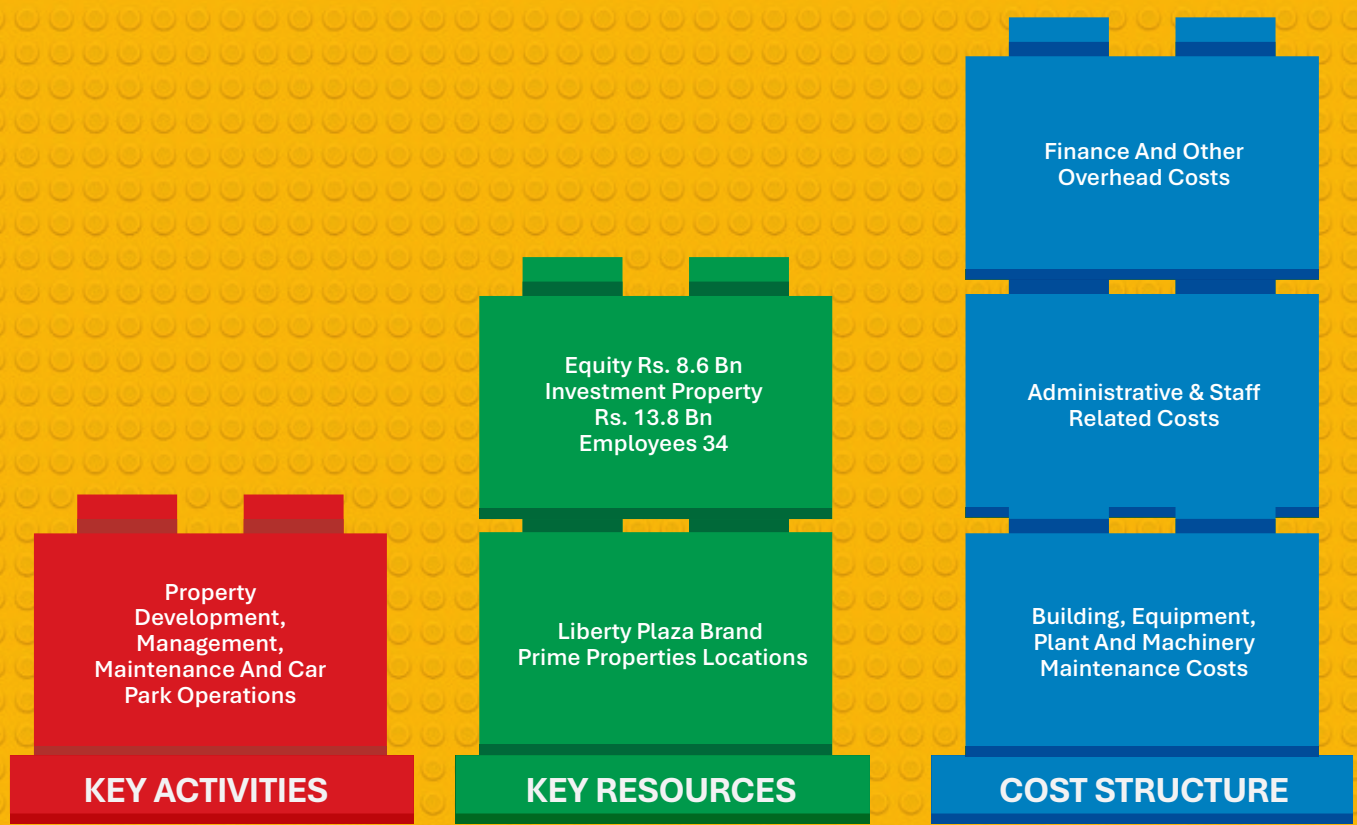 Property
Development,
Management,
Maintenance And Car
Park Operations
KEY ACTIVITIES
Equity Rs. 8.6 Bn
Investment Property
Rs. 13.8 Bn
Employees 34
Liberty Plaza Brand
Prime Properties Locations
KEY RESOURCES
Finance And Other
Overhead Costs
Administrative & Staff
Related Costs
Building, Equipment,
Plant And Machinery
Maintenance Costs
COST STRUCTURE